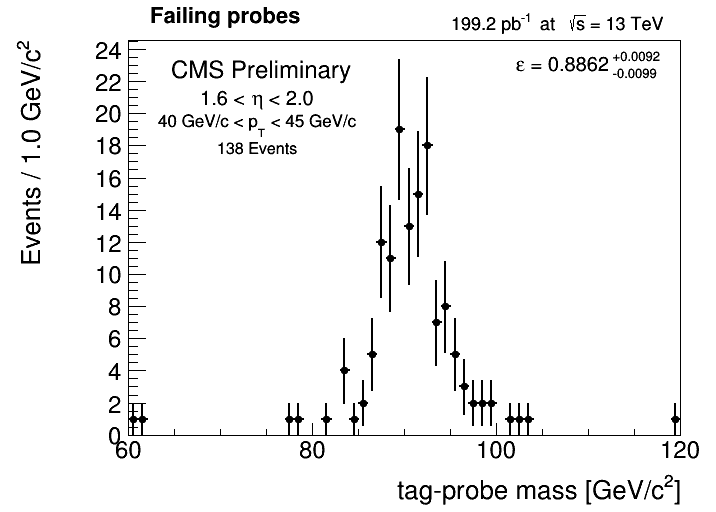 Failing probes
199.2 pb⁻¹ at √s = 13 TeV
CMS Preliminary
1.6 < η < 2.0
40 GeV/c < p_T < 45 GeV/c
138 Events
ε = 0.8862 +0.0092 -0.0099
Events / 1.0 GeV/c²
24
22
20
18
16
14
12
10
8
6
4
2
0
60 80 100 120
tag-probe mass [GeV/c²]